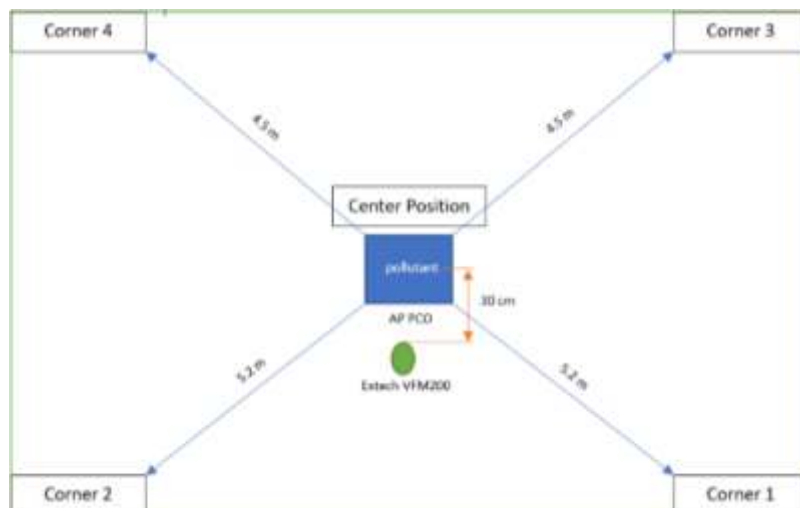 Corner 4
Corner 3
4.5 m
4.5 m
Center Position
pollutant
30 cm
AP PCO
Extech VFM200
5.2 m
5.2 m
Corner 2
Corner 1